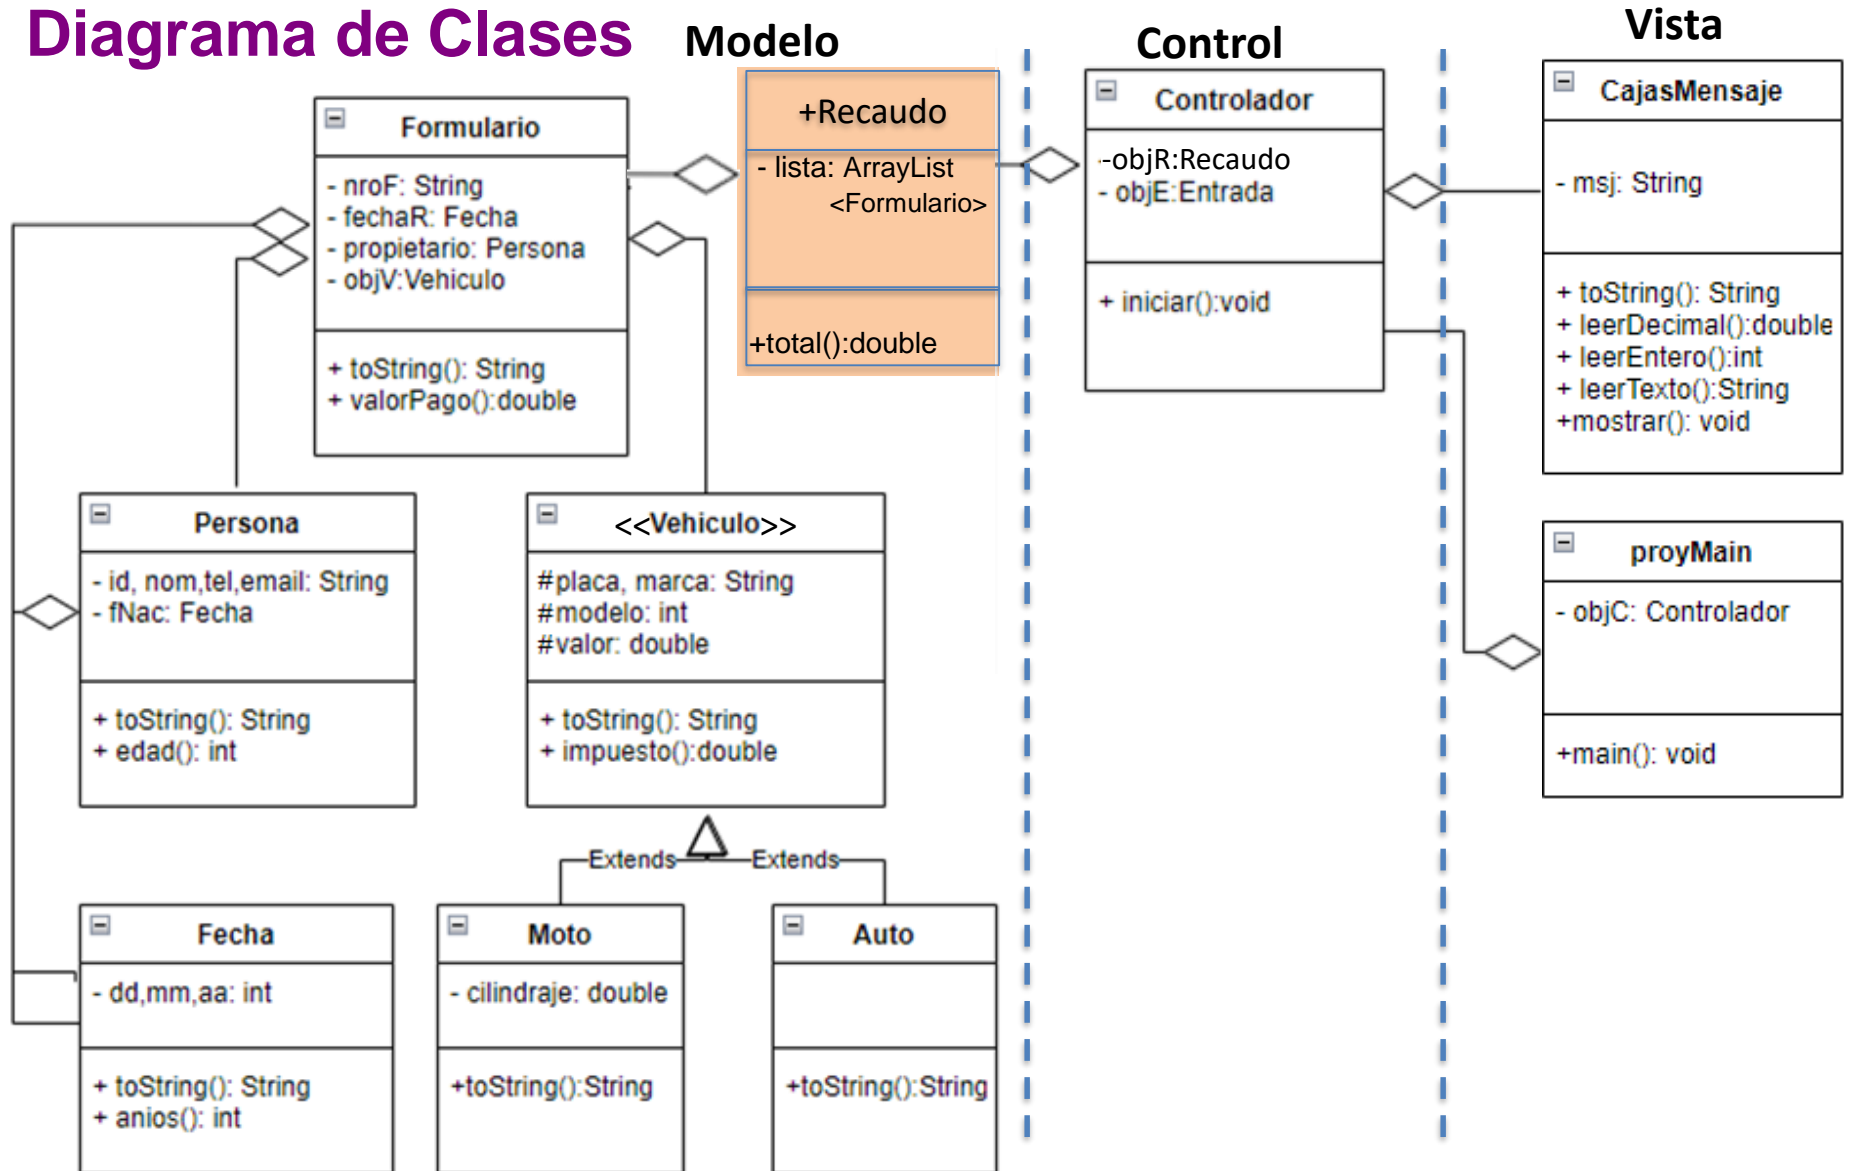 Diagrama de Clases
Modelo
Control
Vista
Formulario
- nroF: String
- fechaR: Fecha
- propietario: Persona
- objV:Vehiculo
+ toString(): String
+ valorPago():double
+Recaudo
- lista: ArrayList
<Formulario>
+total():double
Controlador
-objR:Recaudo
- objE:Entrada
+ iniciar():void
CajasMensaje
- msj: String
+ toString(): String
+ leerDecimal():double
+ leerEntero():int
+ leerTexto():String
+mostrar(): void
Persona
- id, nom,tel,email: String
- fNac: Fecha
+ toString(): String
+ edad(): int
<<Vehiculo>>
#placa, marca: String
#modelo: int
#valor: double
+ toString(): String
+ impuesto():double
proyMain
- objC: Controlador
+main(): void
Extends
Extends
Fecha
- dd,mm,aa: int
+ toString(): String
+ anios(): int
Moto
- cilindraje: double
+toString():String
Auto
+toString():String